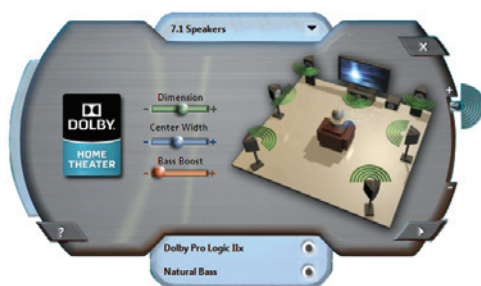 7.1 Speakers
X
Dimension
- +
Center Width
- +
Bass Boost
- +
DOLBY.
HOME
THEATER
+
-
?
Dolby Pro Logic IIx
Natural Bass